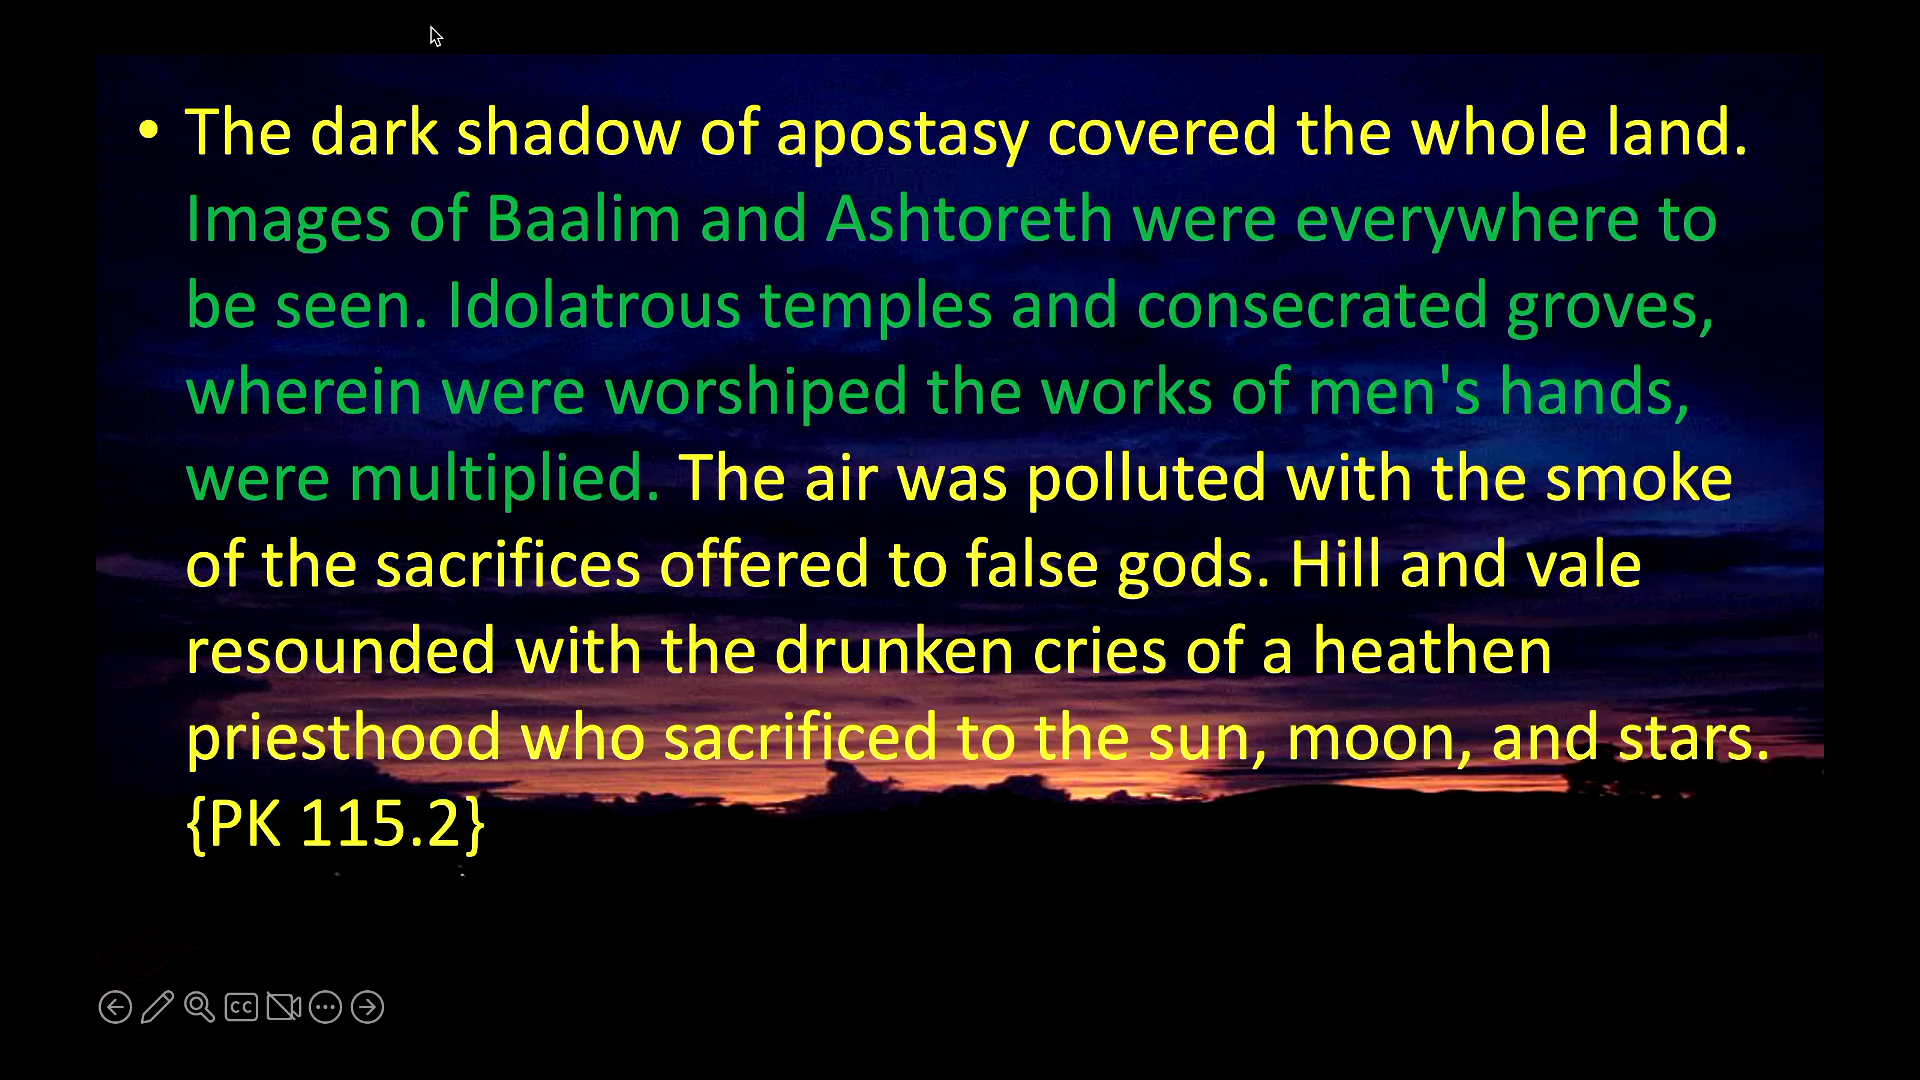 • The dark shadow of apostasy covered the whole land.
Images of Baalim and Ashtoreth were everywhere to
be seen. Idolatrous temples and consecrated groves,
wherein were worshiped the works of men's hands,
were multiplied. The air was polluted with the smoke
of the sacrifices offered to false gods. Hill and vale
resounded with the drunken cries of a heathen
priesthood who sacrificed to the sun, moon, and stars.
{PK 115.2}
CC